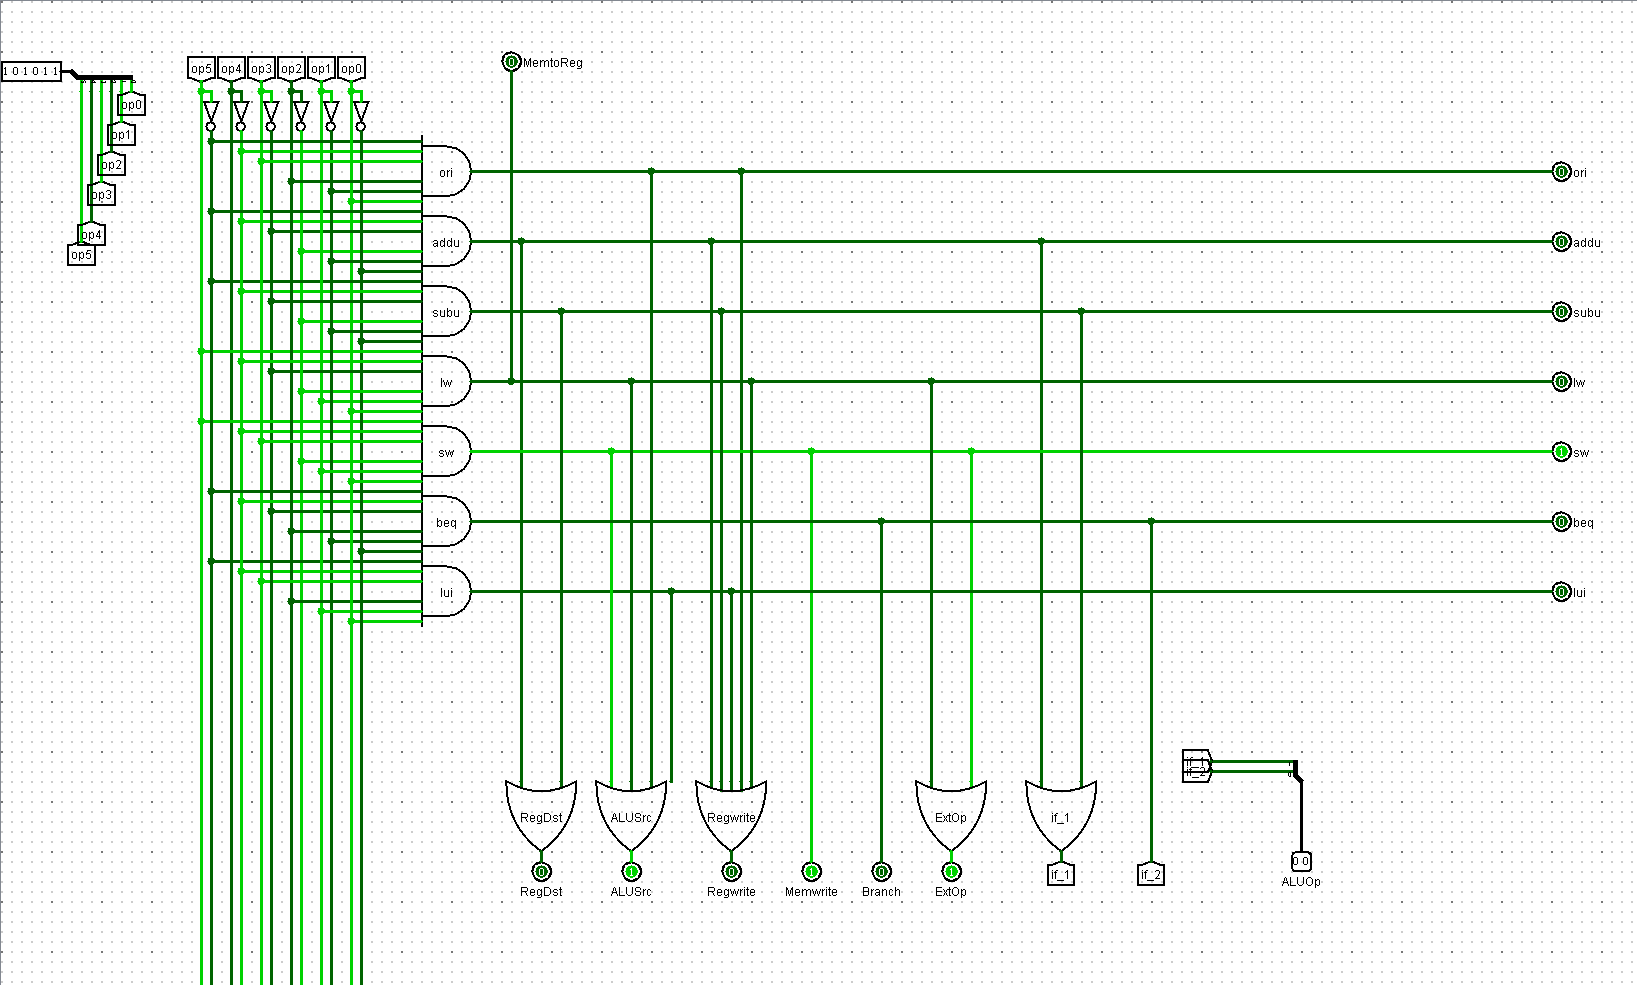 1 0 1 0 1 1
op0
op1
op2
op3
op4
op5
op5 op4 op3 op2 op1 op0
0 MemtoReg
ori
0 ori
addu
0 addu
subu
0 subu
lw
0 lw
sw
1 sw
beq
0 beq
lui
0 lui
if_1
if_2
RegDst ALUSrc Regwrite ExtOp if_1
0 1 0 1 0 1 if_1 if_2 0 0
RegDst ALUSrc Regwrite Memwrite Branch ExtOp ALUOp